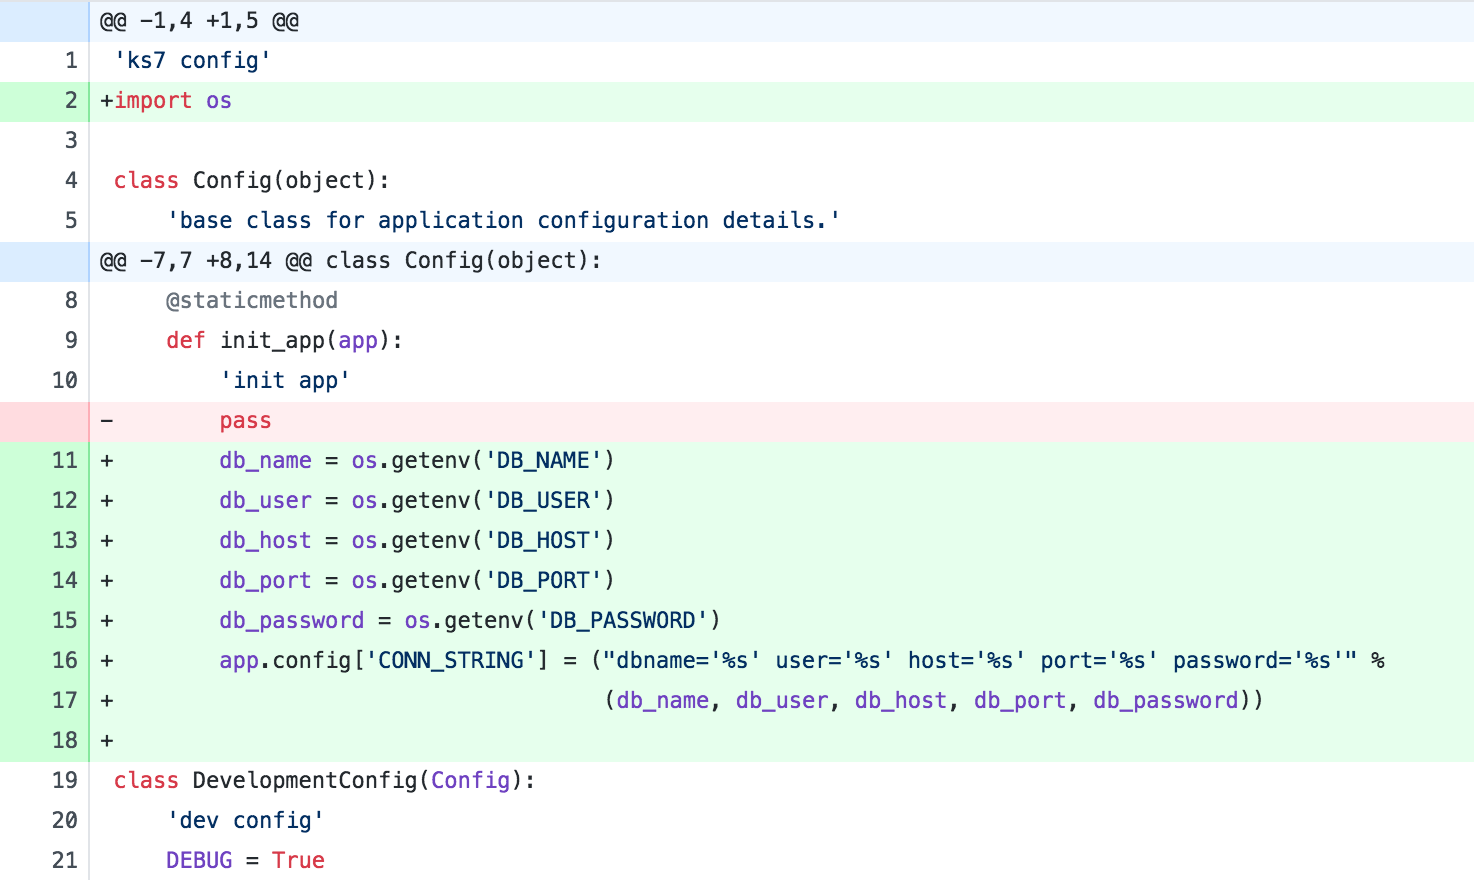 @@ -1,4 +1,5 @@
1 'ks7 config'
2 +import os
3
4 class Config(object):
5 'base class for application configuration details.'
@@ -7,7 +8,14 @@ class Config(object):
8 @staticmethod
9 def init_app(app):
10 'init app'
- pass
11 + db_name = os.getenv('DB_NAME')
12 + db_user = os.getenv('DB_USER')
13 + db_host = os.getenv('DB_HOST')
14 + db_port = os.getenv('DB_PORT')
15 + db_password = os.getenv('DB_PASSWORD')
16 + app.config['CONN_STRING'] = ("dbname='%s' user='%s' host='%s' port='%s' password='%s'" %
17 + (db_name, db_user, db_host, db_port, db_password))
18 +
19 class DevelopmentConfig(Config):
20 'dev config'
21 DEBUG = True